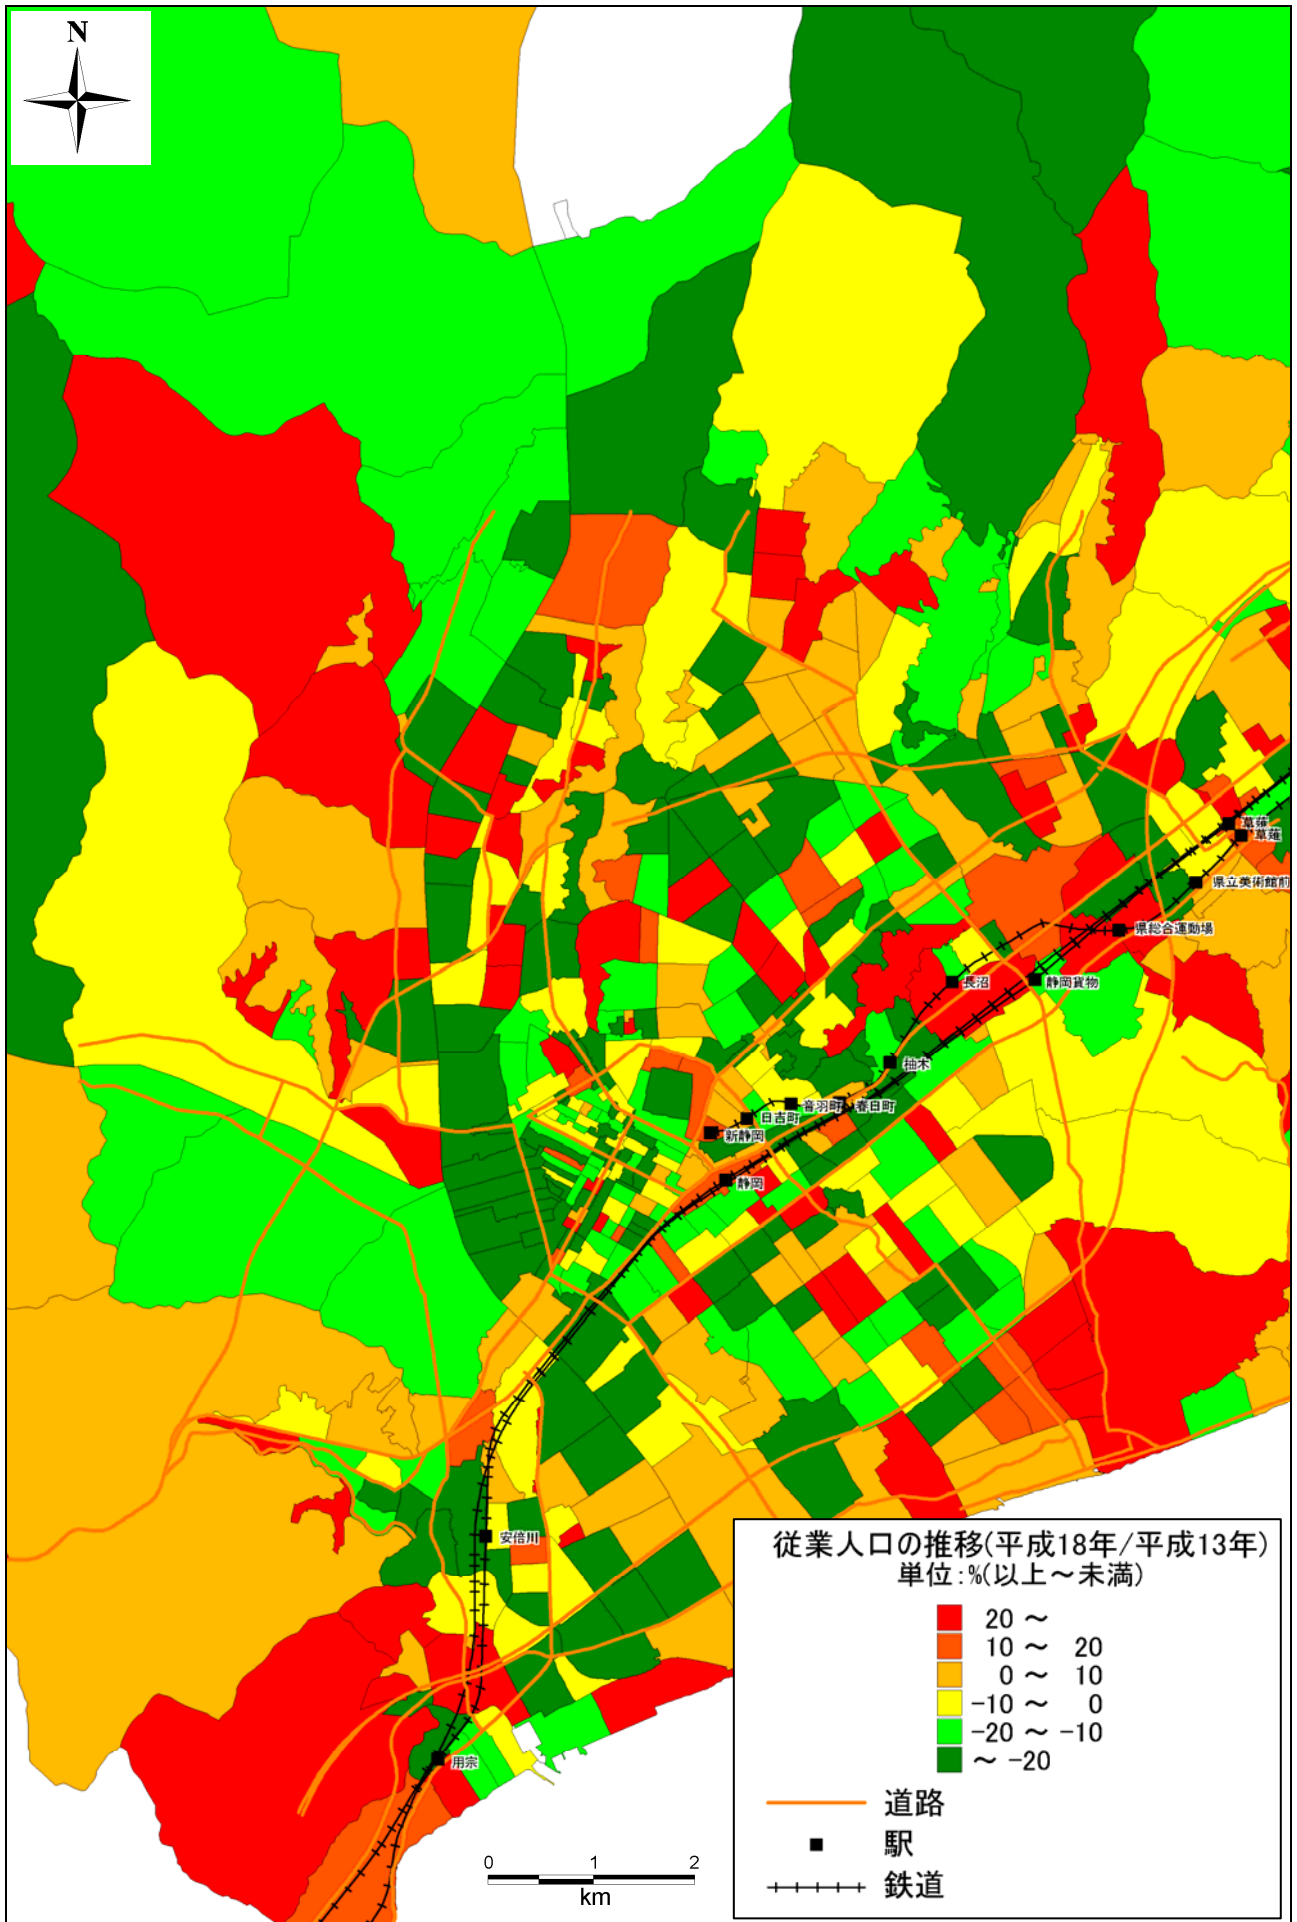 N
草薙
草薙
県立美術館前
県総合運動場
長沼
静岡貨物
柚木
音羽町
春日町
日吉町
新静岡
静岡
安倍川
用宗
従業人口の推移(平成18年/平成13年)
単位:%(以上～未満)
20 ～
10 ～ 20
0 ～ 10
-10 ～ 0
-20 ～ -10
～ -20
道路
駅
鉄道
0 1 2
km